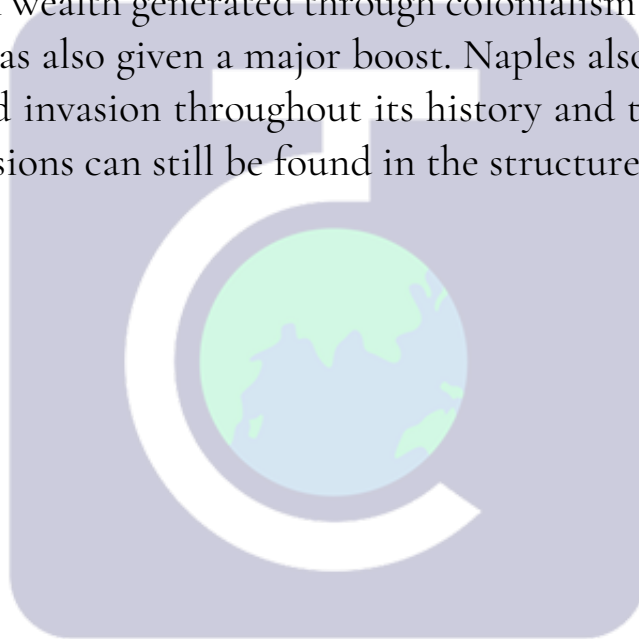 wealth generated through colonialism
as also given a major boost. Naples also
invasion throughout its history and
sions can still be found in the structure